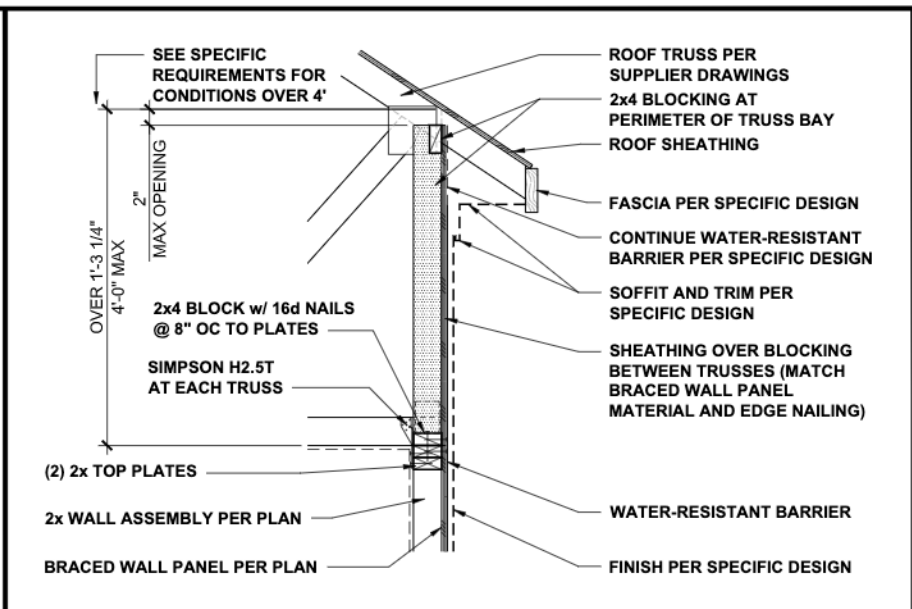 SEE SPECIFIC
REQUIREMENTS FOR
CONDITIONS OVER 4'
OVER 1'-3 1/4"
4'-0" MAX
2"
MAX OPENING
2x4 BLOCK w/ 16d NAILS
@ 8" OC TO PLATES
SIMPSON H2.5T
AT EACH TRUSS
(2) 2x TOP PLATES
2x WALL ASSEMBLY PER PLAN
BRACED WALL PANEL PER PLAN
ROOF TRUSS PER
SUPPLIER DRAWINGS
2x4 BLOCKING AT
PERIMETER OF TRUSS BAY
ROOF SHEATHING
FASCIA PER SPECIFIC DESIGN
CONTINUE WATER-RESISTANT
BARRIER PER SPECIFIC DESIGN
SOFFIT AND TRIM PER
SPECIFIC DESIGN
SHEATHING OVER BLOCKING
BETWEEN TRUSSES (MATCH
BRACED WALL PANEL
MATERIAL AND EDGE NAILING)
WATER-RESISTANT BARRIER
FINISH PER SPECIFIC DESIGN